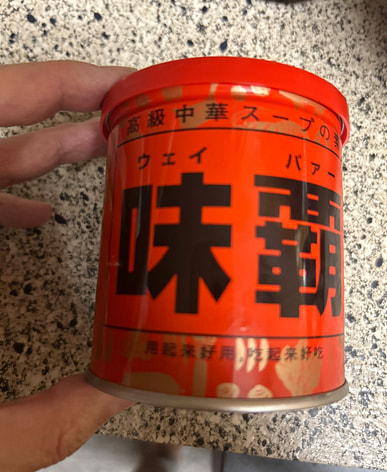 高級中華スープの素
ウェイ パァー
味覇
用起来好用,吃起来好吃